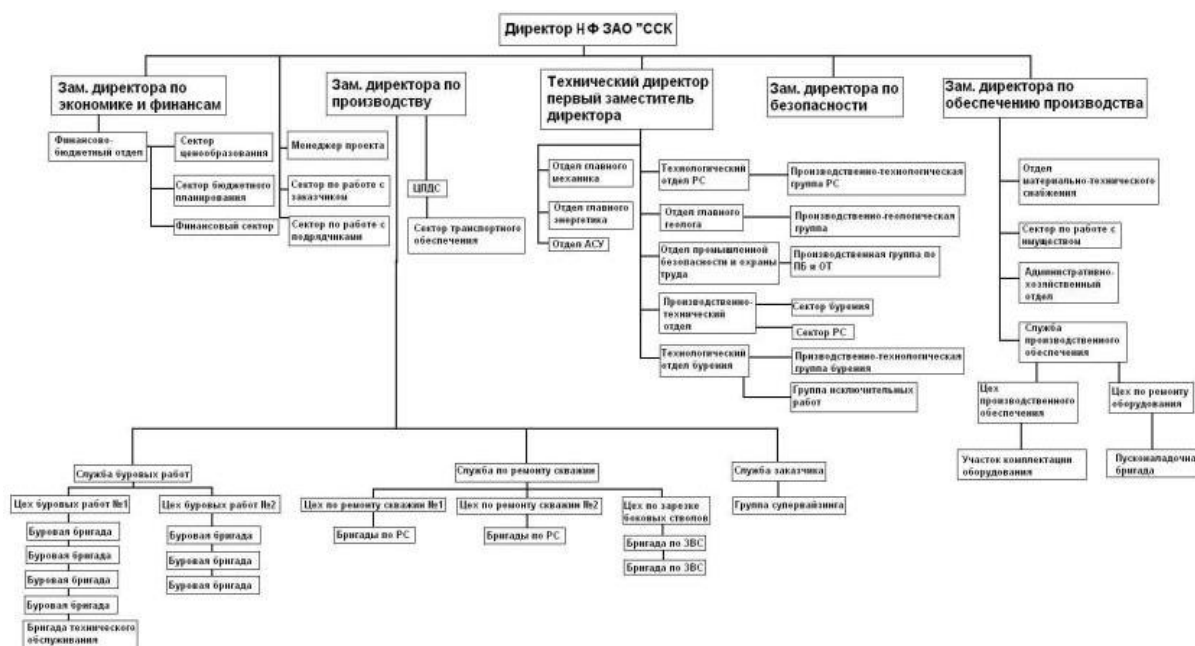 Директор НФ ЗАО "ССК
Зам. директора по
экономике и финансам
Зам. директора по
производству
Технический директор
первый заместитель
директора
Зам. директора по
безопасности
Зам. директора по
обеспечению производства
Финансово-
бюджетный отдел
Сектор
ценообразования
Сектор бюджетного
планирования
Финансовый сектор
Менеджер проекта
Сектор по работе с
заказчиком
Сектор по работе с
подрядчиками
ЦПДС
Сектор транспортного
обеспечения
Отдел главного
механика
Отдел главного
энергетика
Отдел АСУ
Технологический
отдел РС
Производственно-технологическая
группа РС
Отдел главного
геолога
Производственно-геологическая
группа
Отдел промышленной
безопасности и охраны
труда
Производственная группа по
ПБ и ОТ
Производственно-
технический
отдел
Сектор бурения
Сектор РС
Технологический
отдел бурения
Призводственно-технологическая
группа бурения
Группа исключительных
работ
Отдел
материально-технического
снабжения
Сектор по работе с
имуществом
Административно-
хозяйственный
отдел
Служба
производственного
обеспечения
Цех
производственного
обеспечения
Цех по ремонту
оборудования
Участок комплектации
оборудования
Пусконаладочна
бригада
Служба буровых работ
Цех буровых работ №1
Буровая бригада
Буровая бригада
Буровая бригада
Буровая бригада
Бригада технического
обслуживания
Цех буровых работ №2
Буровая бригада
Буровая бригада
Буровая бригада
Служба по ремонту скважин
Цех по ремонту скважин №1
Бригады по РС
Цех по ремонту скважин №2
Бригады по РС
Цех по зарезке
боковых стволов
Бригада по ЗВС
Бригада по ЗВС
Служба заказчика
Группа супервайзинга